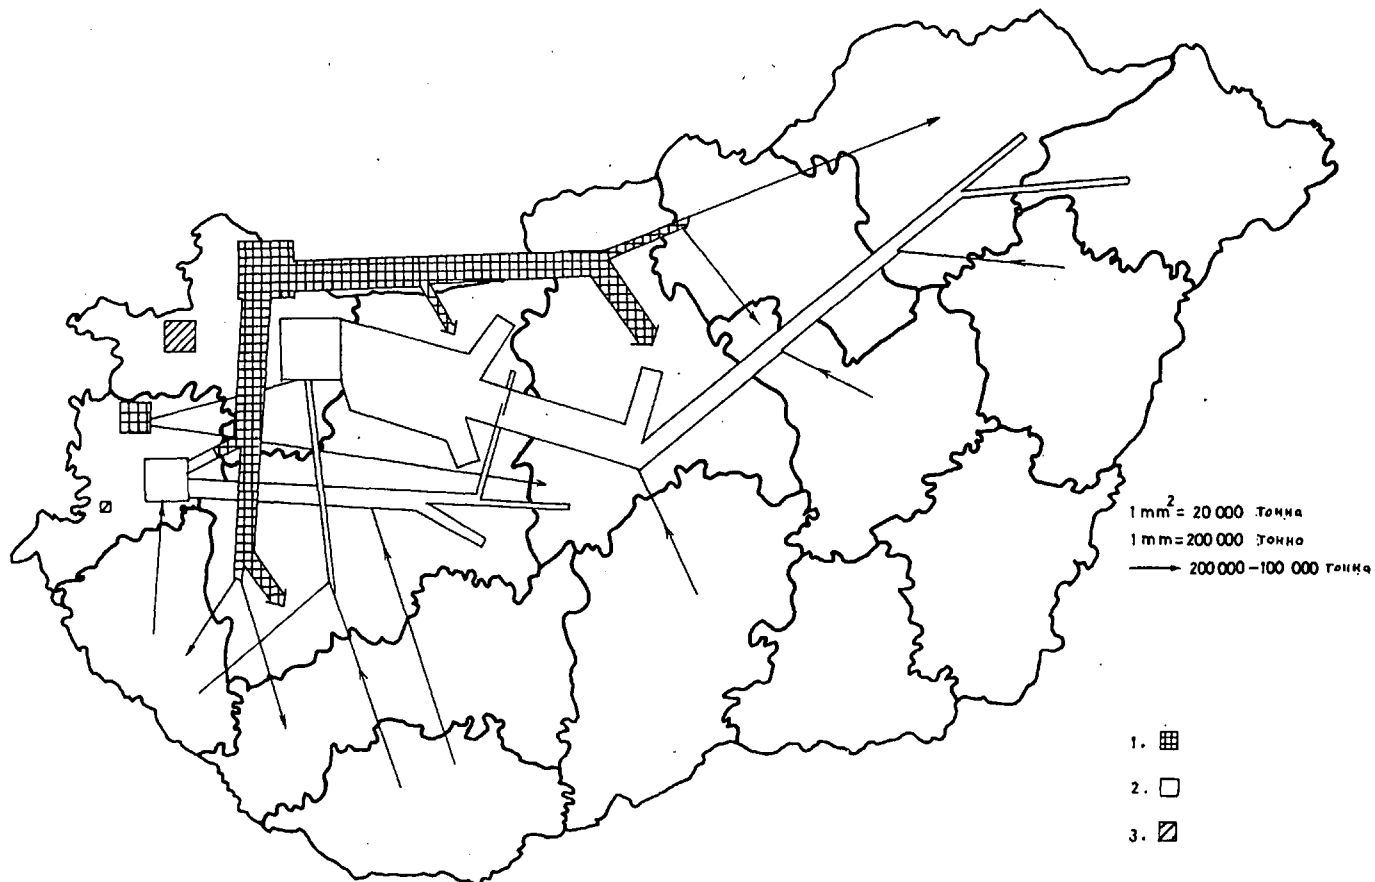 1 mm² = 20 000 тонна
1 mm = 200 000 тонна
200 000 – 100 000 тонна
1.
2.
3.